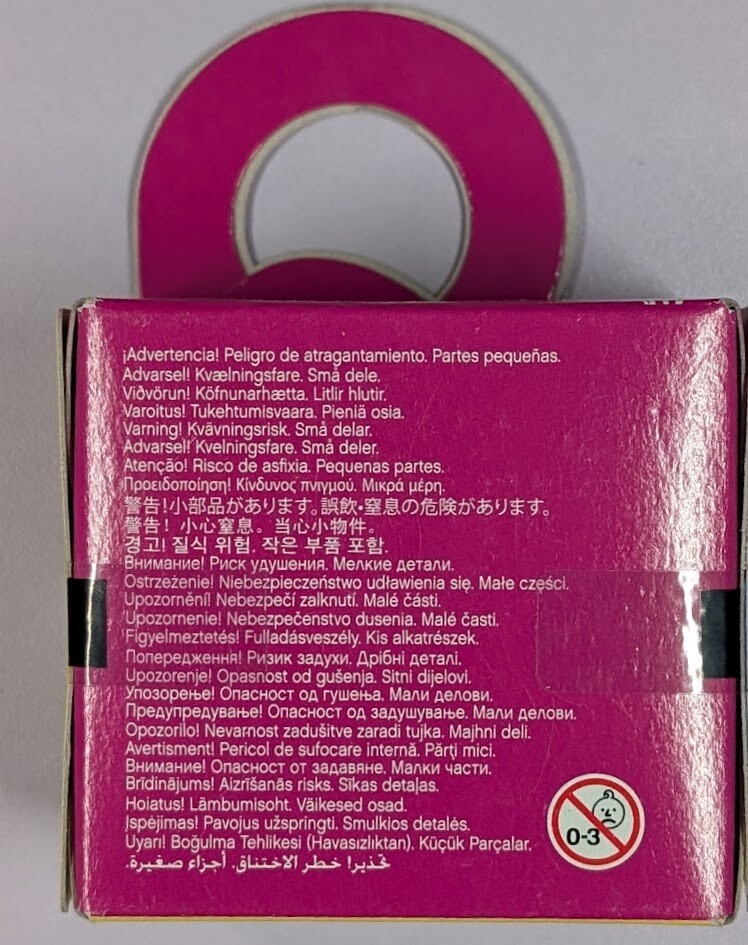 ¡Advertencia! Peligro de atragantamiento. Partes pequeñas.
Advarsel! Kvælningsfare. Små dele.
Viðvörun! Köfnunarhætta. Litlir hlutir.
Varoitus! Tukehtumisvaara. Pieniä osia.
Varning! Kvävningsrisk. Små delar.
Advarsel! Kvelningsfare. Små deler.
Atenção! Risco de asfixia. Pequenas partes.
Προειδοποίηση! Κίνδυνος πνιγμού. Μικρά μέρη.
警告!小部品があります。誤飲・窒息の危険があります。
警告！小心窒息。当心小物件。
경고! 질식 위험. 작은 부품 포함.
Внимание! Риск удушения. Мелкие детали.
Ostrzeżenie! Niebezpieczeństwo udławienia się. Małe części.
Upozornění! Nebezpečí zalknutí. Malé části.
Upozornenie! Nebezpečenstvo dusenia. Malé časti.
Figyelmeztetés! Fulladásveszély. Kis alkatrészek.
Попередження! Ризик задухи. Дрібні деталі.
Upozorenje! Opasnost od gušenja. Sitni dijelovi.
Упозорење! Опасност од гушења. Мали делови.
Предупредување! Опасност од задушување. Мали делови.
Opozorilo! Nevarnost zadušitve zaradi tujka. Majhni deli.
Avertisment! Pericol de sufocare internă. Părţi mici.
Внимание! Опасност от задавяне. Малки части.
Brīdinājums! Aizrīšanās risks. Sīkas detaļas.
Hoiatus! Lämbumisoht. Väikesed osad.
Įspėjimas! Pavojus užspringti. Smulkios detalės.
Uyarı! Boğulma Tehlikesi (Havasızlıktan). Küçük Parçalar.
تحذير! خطر الاختناق. أجزاء صغيرة.
0-3